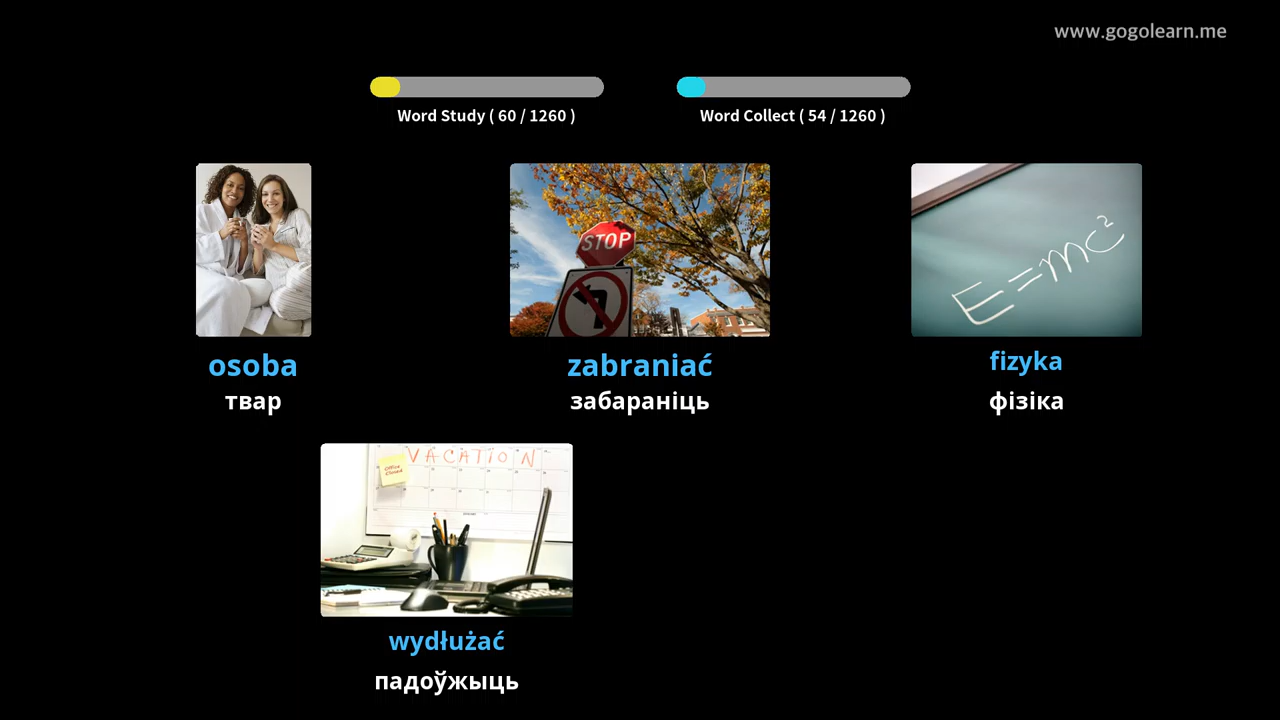 www.gogolearn.me
Word Study ( 60 / 1260 )
Word Collect ( 54 / 1260 )
STOP
E=mc²
osoba
твар
zabraniać
забараніць
fizyka
фізіка
VACATION
wydłużać
падоўжыць